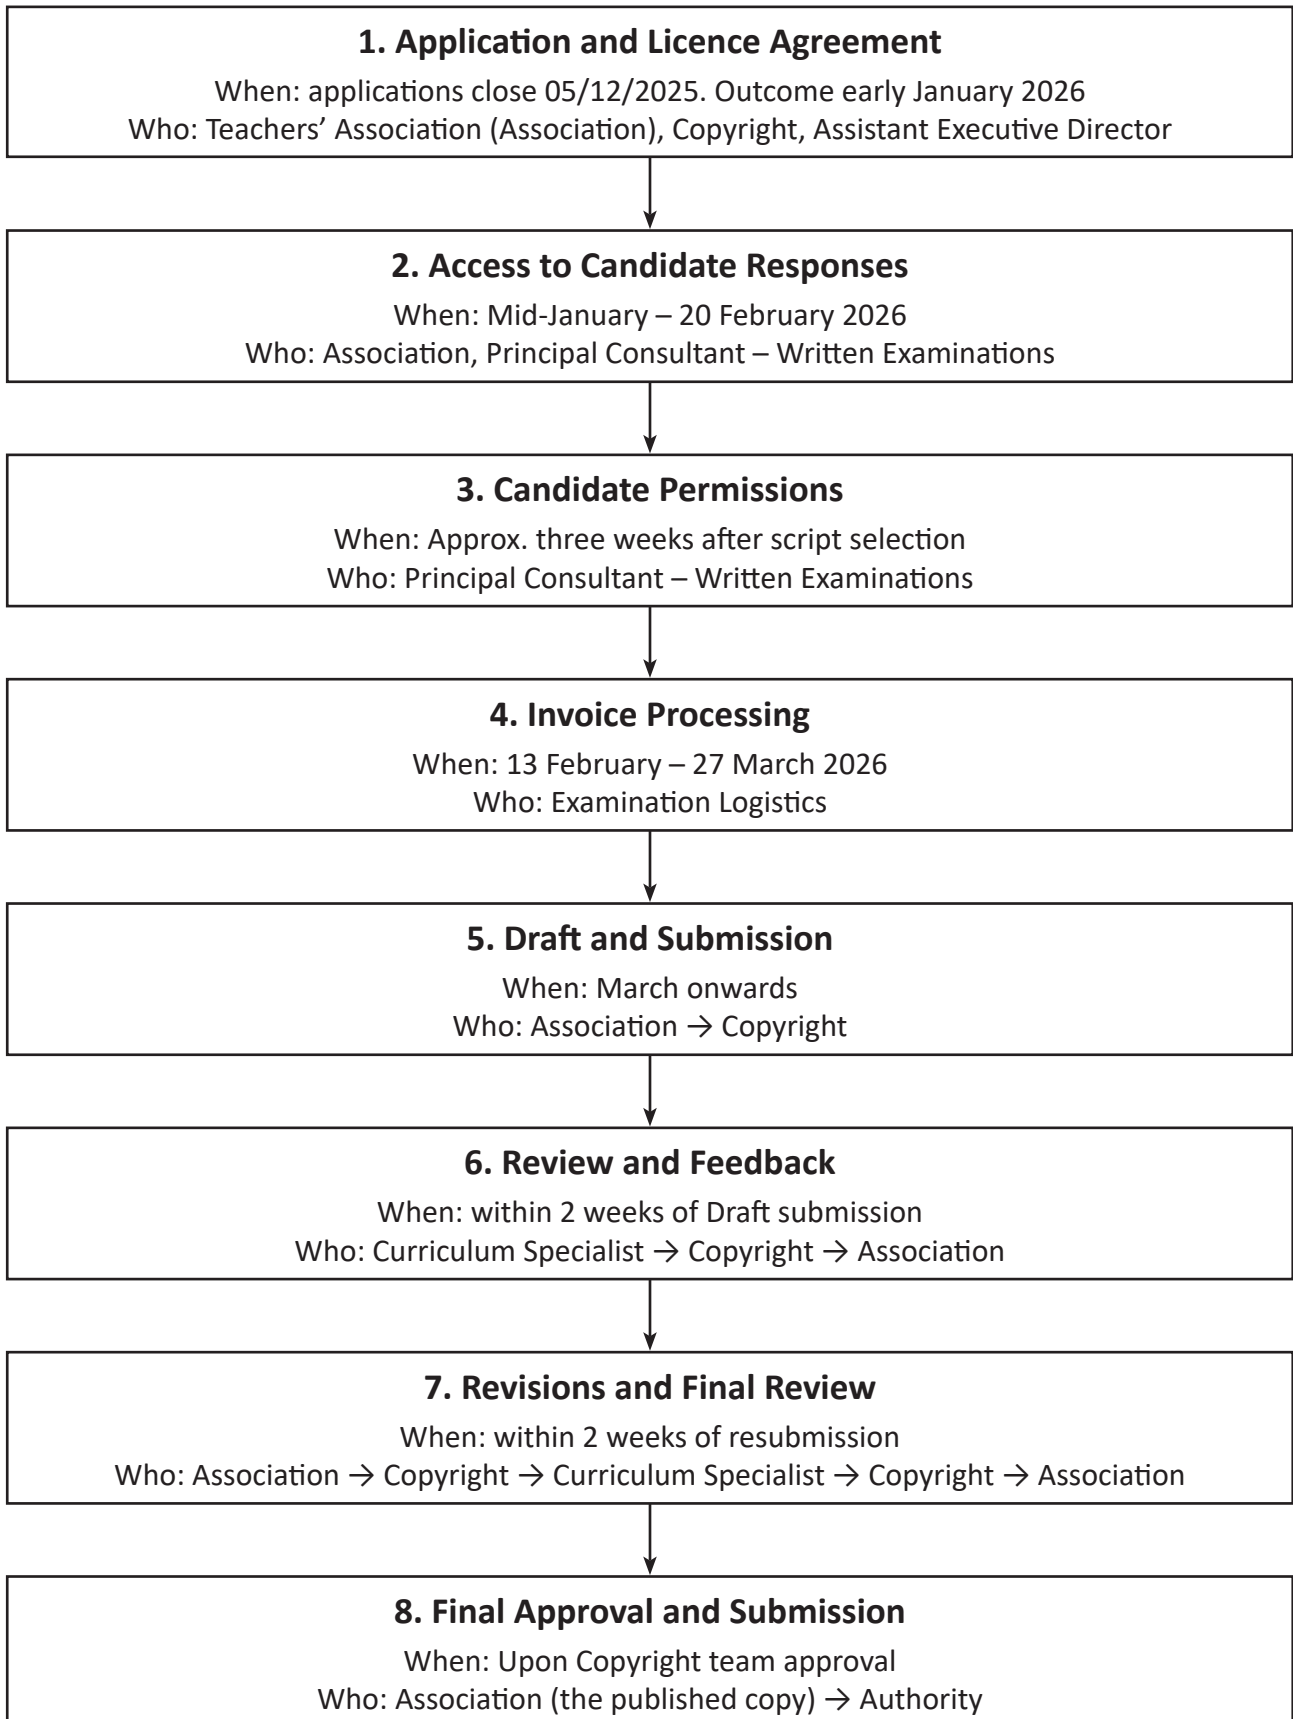 1. Application and Licence Agreement
When: applications close 05/12/2025. Outcome early January 2026
Who: Teachers’ Association (Association), Copyright, Assistant Executive Director
2. Access to Candidate Responses
When: Mid-January – 20 February 2026
Who: Association, Principal Consultant – Written Examinations
3. Candidate Permissions
When: Approx. three weeks after script selection
Who: Principal Consultant – Written Examinations
4. Invoice Processing
When: 13 February – 27 March 2026
Who: Examination Logistics
5. Draft and Submission
When: March onwards
Who: Association → Copyright
6. Review and Feedback
When: within 2 weeks of Draft submission
Who: Curriculum Specialist → Copyright → Association
7. Revisions and Final Review
When: within 2 weeks of resubmission
Who: Association → Copyright → Curriculum Specialist → Copyright → Association
8. Final Approval and Submission
When: Upon Copyright team approval
Who: Association (the published copy) → Authority